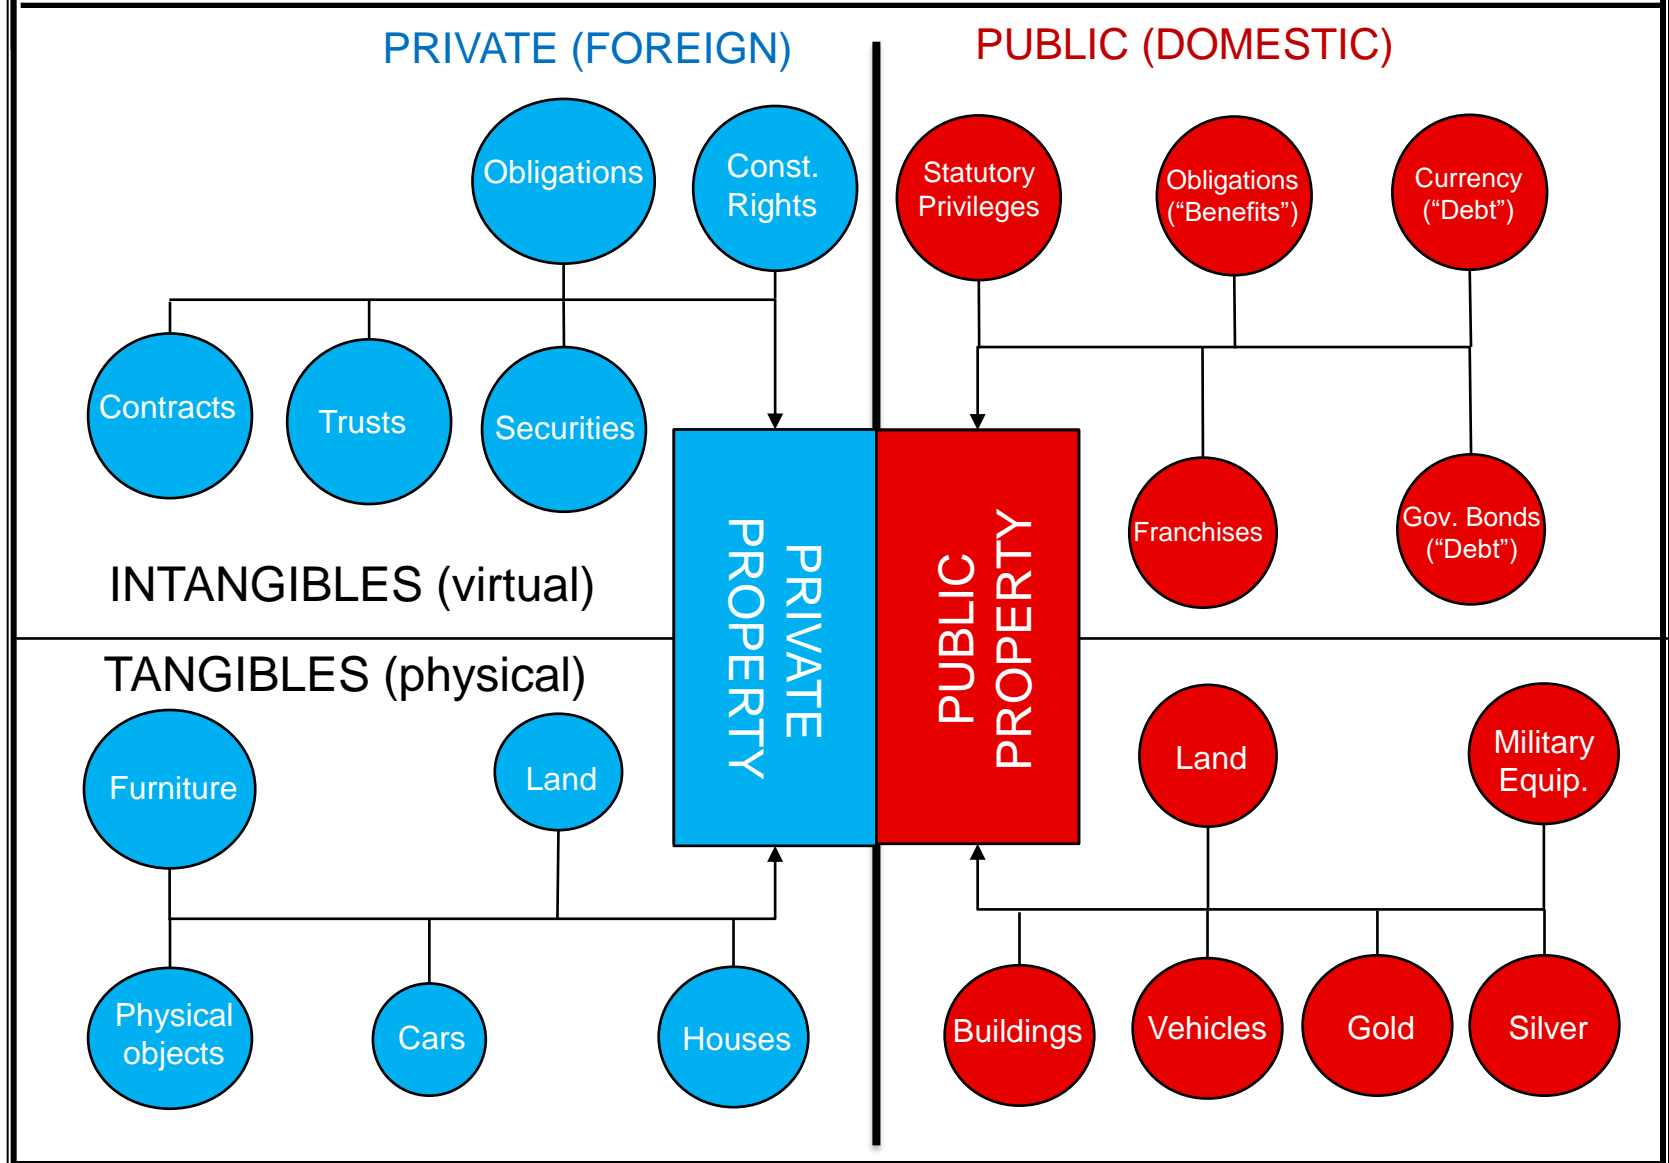 PRIVATE (FOREIGN)
PUBLIC (DOMESTIC)
Obligations
Const.
Rights
Statutory
Privileges
Obligations
(“Benefits”)
Currency
(“Debt”)
Contracts
Trusts
Securities
Franchises
Gov. Bonds
(“Debt”)
INTANGIBLES (virtual)
PRIVATE
PROPERTY
PUBLIC
PROPERTY
TANGIBLES (physical)
Furniture
Land
Land
Military
Equip.
Physical
objects
Cars
Houses
Buildings
Vehicles
Gold
Silver